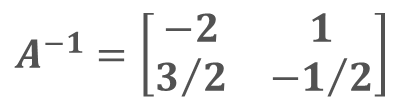 A⁻¹ = [ −2 1
3/2 −1/2 ]